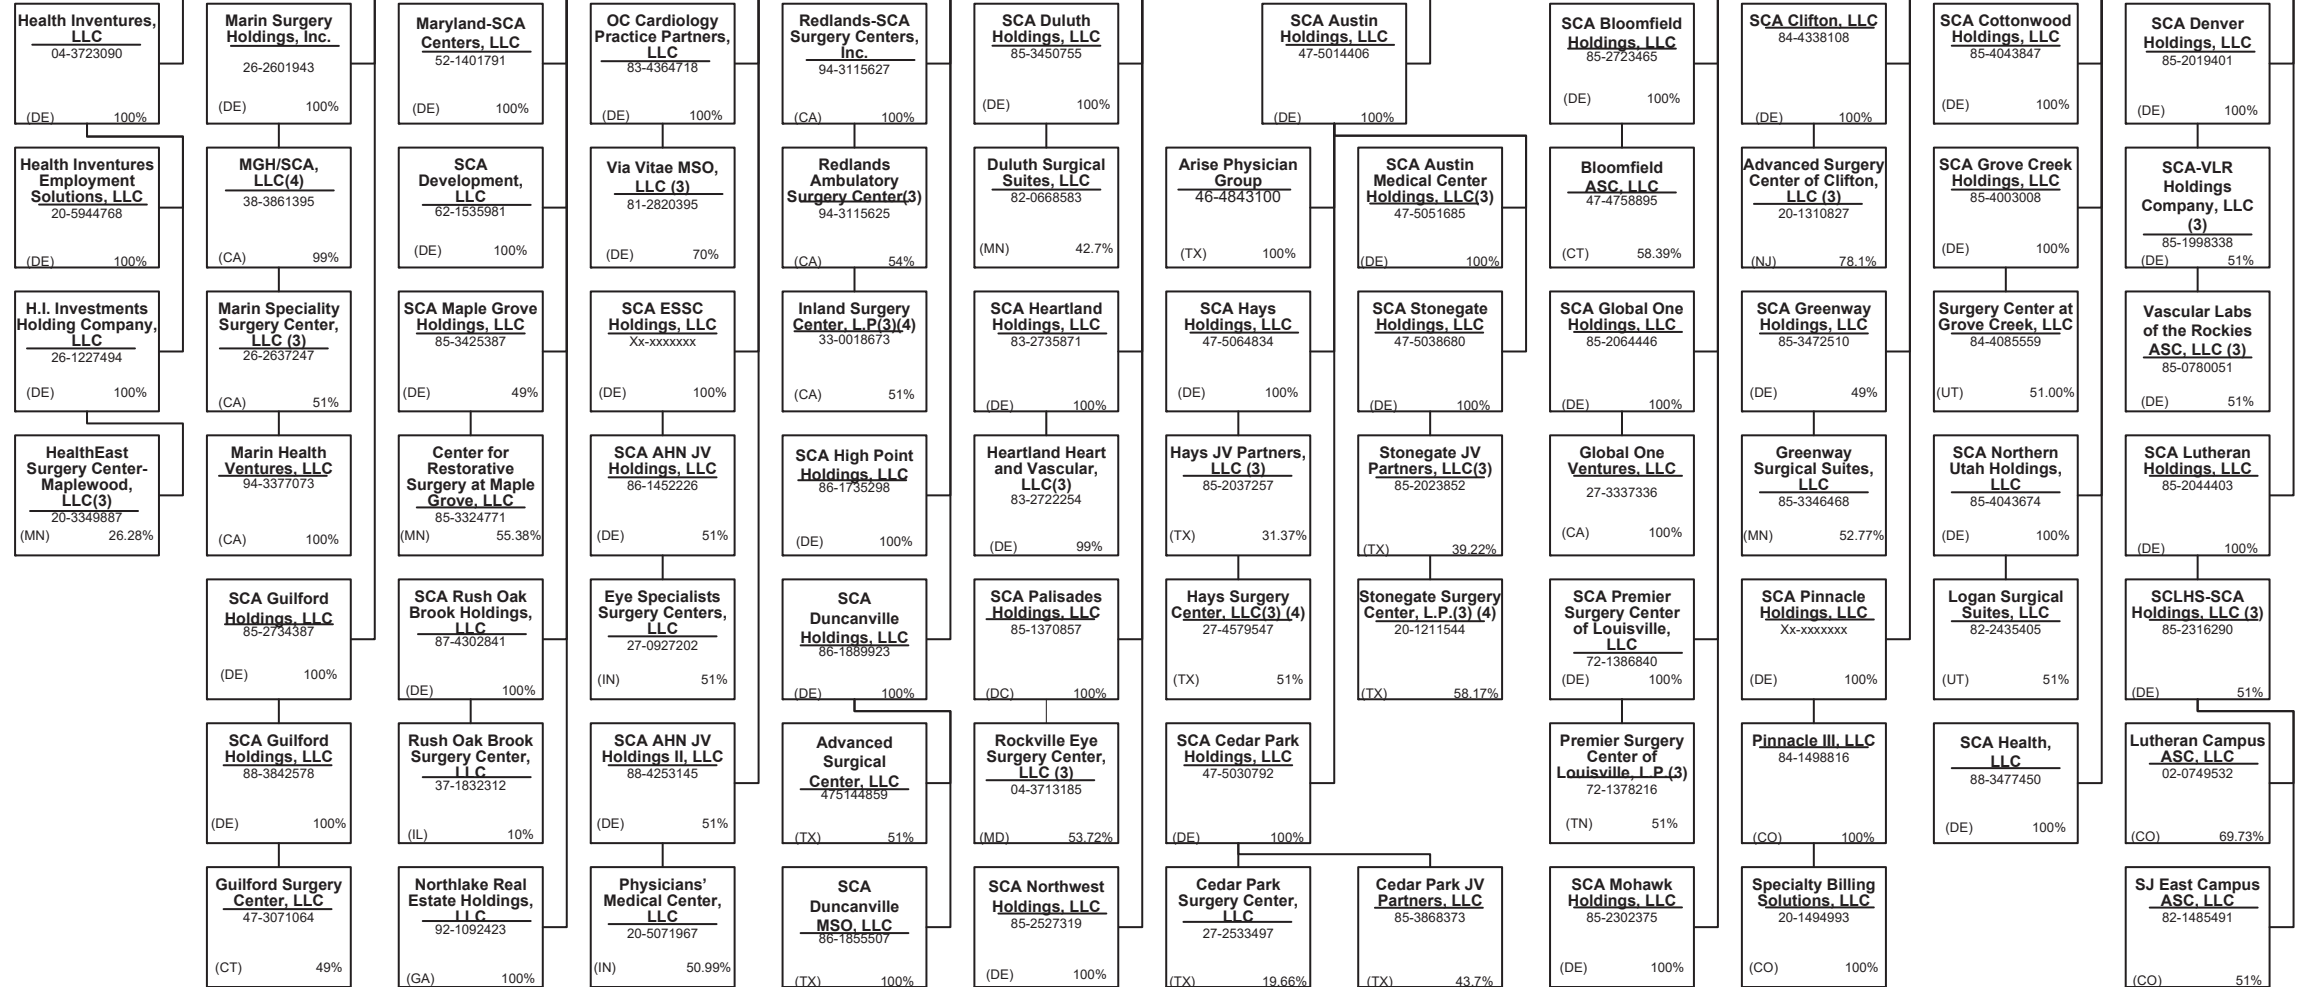 Health Inventures,
LLC
04-3723090
(DE) 100%
Health Inventures
Employment
Solutions, LLC
20-5944768
(DE) 100%
H.I. Investments
Holding Company,
LLC
26-1227494
(DE) 100%
HealthEast
Surgery Center-
Maplewood,
LLC(3)
20-3349887
(MN) 26.28%
Marin Surgery
Holdings, Inc.
26-2601943
(DE) 100%
MGH/SCA,
LLC(4)
38-3861395
(CA) 99%
Marin Speciality
Surgery Center,
LLC (3)
26-2637247
(CA) 51%
Marin Health
Ventures, LLC
94-3377073
(CA) 100%
SCA Guilford
Holdings, LLC
85-2734387
(DE) 100%
SCA Guilford
Holdings, LLC
88-3842578
(DE) 100%
Guilford Surgery
Center, LLC
47-3071064
(CT) 49%
Maryland-SCA
Centers, LLC
52-1401791
(DE) 100%
SCA
Development,
LLC
62-1535981
(DE) 100%
SCA Maple Grove
Holdings, LLC
85-3425387
(DE) 49%
Center for
Restorative
Surgery at Maple
Grove, LLC
85-3324771
(MN) 55.38%
SCA Rush Oak
Brook Holdings,
LLC
87-4302841
(DE) 100%
Rush Oak Brook
Surgery Center,
LLC
37-1832312
(IL) 10%
Northlake Real
Estate Holdings,
LLC
92-1092423
(GA) 100%
OC Cardiology
Practice Partners,
LLC
83-4364718
(DE) 100%
Via Vitae MSO,
LLC (3)
81-2820395
(DE) 70%
SCA ESSC
Holdings, LLC
Xx-xxxxxxx
(DE) 100%
SCA AHN JV
Holdings, LLC
86-1452226
(DE) 51%
Eye Specialists
Surgery Centers,
LLC
27-0927202
(IN) 51%
SCA AHN JV
Holdings II, LLC
88-4253145
(DE) 51%
Physicians’
Medical Center,
LLC
20-5071967
(IN) 50.99%
Redlands-SCA
Surgery Centers,
Inc.
94-3115627
(CA) 100%
Redlands
Ambulatory
Surgery Center(3)
94-3115625
(CA) 54%
Inland Surgery
Center, L.P(3)(4)
33-0018673
(CA) 51%
SCA High Point
Holdings, LLC
86-1735298
(DE) 100%
SCA
Duncanville
Holdings, LLC
86-1889923
(DE) 100%
Advanced
Surgical
Center, LLC
475144859
(TX) 51%
SCA
Duncanville
MSO, LLC
86-1855507
(TX) 100%
SCA Duluth
Holdings, LLC
85-3450755
(DE) 100%
Duluth Surgical
Suites, LLC
82-0668583
(MN) 42.7%
SCA Heartland
Holdings, LLC
83-2735871
(DE) 100%
Heartland Heart
and Vascular,
LLC(3)
83-2722254
(DE) 99%
SCA Palisades
Holdings, LLC
85-1370857
(DC) 100%
Rockville Eye
Surgery Center,
LLC (3)
04-3713185
(MD) 53.72%
SCA Northwest
Holdings, LLC
85-2527319
(DE) 100%
SCA Austin
Holdings, LLC
47-5014406
(DE) 100%
Arise Physician
Group
46-4843100
(TX) 100%
SCA Hays
Holdings, LLC
47-5064834
(DE) 100%
Hays JV Partners,
LLC (3)
85-2037257
(TX) 31.37%
Hays Surgery
Center, LLC(3) (4)
27-4579547
(TX) 51%
SCA Cedar Park
Holdings, LLC
47-5030792
(DE) 100%
Cedar Park
Surgery Center,
LLC
27-2533497
(TX) 19.66%
SCA Austin
Medical Center
Holdings, LLC(3)
47-5051685
(DE) 100%
SCA Stonegate
Holdings, LLC
47-5038680
(DE) 100%
Stonegate JV
Partners, LLC(3)
85-2023852
(TX) 39.22%
Stonegate Surgery
Center, L.P.(3) (4)
20-1211544
(TX) 58.17%
Cedar Park JV
Partners, LLC
85-3868373
(TX) 43.7%
SCA Bloomfield
Holdings, LLC
85-2723465
(DE) 100%
Bloomfield
ASC, LLC
47-4758895
(CT) 58.39%
SCA Global One
Holdings, LLC
85-2064446
(DE) 100%
Global One
Ventures, LLC
27-3337336
(CA) 100%
SCA Premier
Surgery Center
of Louisville,
LLC
72-1386840
(DE) 100%
Premier Surgery
Center of
Louisville, L.P.(3)
72-1378216
(TN) 51%
SCA Mohawk
Holdings, LLC
85-2302375
(DE) 100%
SCA Clifton, LLC
84-4338108
(DE) 100%
Advanced Surgery
Center of Clifton,
LLC (3)
20-1310827
(NJ) 78.1%
SCA Greenway
Holdings, LLC
85-3472510
(DE) 49%
Greenway
Surgical Suites,
LLC
85-3346468
(MN) 52.77%
SCA Pinnacle
Holdings, LLC
Xx-xxxxxxx
(DE) 100%
Pinnacle III, LLC
84-1498816
(CO) 100%
Specialty Billing
Solutions, LLC
20-1494993
(CO) 100%
SCA Cottonwood
Holdings, LLC
85-4043847
(DE) 100%
SCA Grove Creek
Holdings, LLC
85-4003008
(DE) 100%
Surgery Center at
Grove Creek, LLC
84-4085559
(UT) 51.00%
SCA Northern
Utah Holdings,
LLC
85-4043674
(DE) 100%
Logan Surgical
Suites, LLC
82-2435405
(UT) 51%
SCA Health,
LLC
88-3477450
(DE) 100%
SCA Denver
Holdings, LLC
85-2019401
(DE) 100%
SCA-VLR
Holdings
Company, LLC
(3)
85-1998338
(DE) 51%
Vascular Labs
of the Rockies
ASC, LLC (3)
85-0780051
(DE) 51%
SCA Lutheran
Holdings, LLC
85-2044403
(DE) 100%
SCLHS-SCA
Holdings, LLC (3)
85-2316290
(DE) 51%
Lutheran Campus
ASC, LLC
02-0749532
(CO) 69.73%
SJ East Campus
ASC, LLC
82-1485491
(CO) 51%